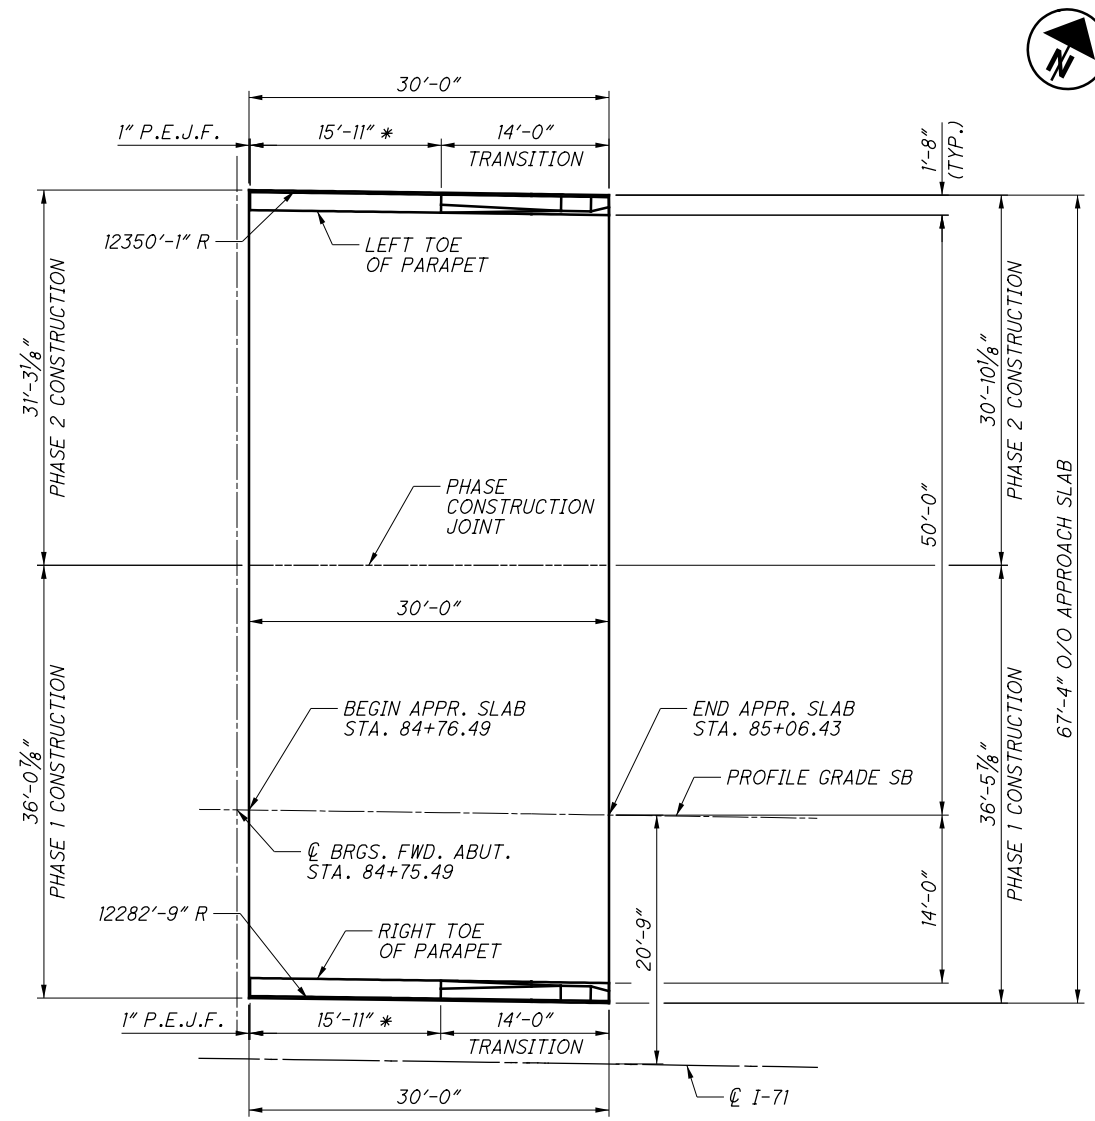 N
30'-0"
1" P.E.J.F.
15'-11" *
14'-0"
TRANSITION
1'-8"
(TYP.)
12350'-1" R
LEFT TOE
OF PARAPET
31'-3⅛"
PHASE 2 CONSTRUCTION
30'-10⅛"
PHASE 2 CONSTRUCTION
50'-0"
67'-4" O/O APPROACH SLAB
PHASE
CONSTRUCTION
JOINT
30'-0"
36'-0⅞"
PHASE 1 CONSTRUCTION
BEGIN APPR. SLAB
STA. 84+76.49
END APPR. SLAB
STA. 85+06.43
PROFILE GRADE SB
36'-5⅞"
PHASE 1 CONSTRUCTION
℄ BRGS. FWD. ABUT.
STA. 84+75.49
12282'-9" R
RIGHT TOE
OF PARAPET
20'-9"
14'-0"
1" P.E.J.F.
15'-11" *
14'-0"
TRANSITION
30'-0"
℄ I-71